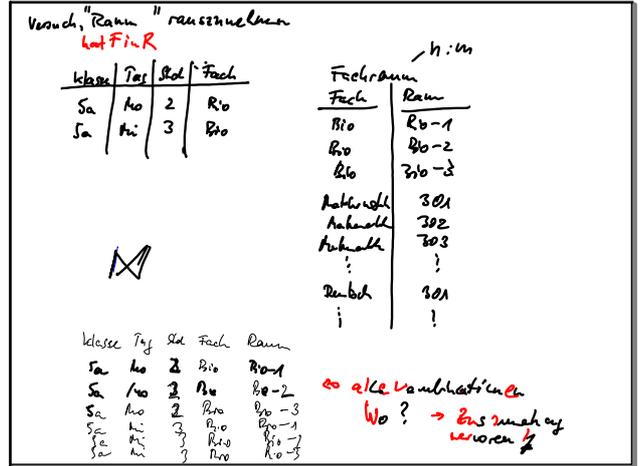 Versuch, "Raum" rauszunehmen
hat F in R
Klasse Tag Std Fach
5a Mo 2 Bio
5a Mi 3 Bio
n:m
Fachraum
Fach Raum
Bio Bio-1
Bio Bio-2
Bio Bio-3
Mathematik 301
Mathematik 302
Mathematik 303
⋮ ⋮
Deutsch 301
⋮ ⋮
⋈
Klasse Tag Std Fach Raum
5a Mo 2 Bio Bio-1
5a Mo 2 Bio Bio-2
5a Mo 2 Bio Bio-3
5a Mi 3 Bio Bio-1
5a Mi 3 Bio Bio-2
5a Mi 3 Bio Bio-3
alle Kombinationen
Wo? → Zusammenhang
verloren